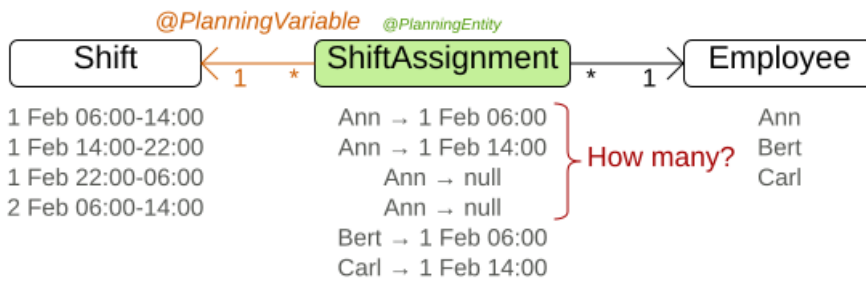 @PlanningVariable @PlanningEntity
Shift ShiftAssignment Employee
1 * * 1
1 Feb 06:00-14:00 Ann → 1 Feb 06:00 Ann
1 Feb 14:00-22:00 Ann → 1 Feb 14:00 How many? Bert
1 Feb 22:00-06:00 Ann → null Carl
2 Feb 06:00-14:00 Ann → null
Bert → 1 Feb 06:00
Carl → 1 Feb 14:00